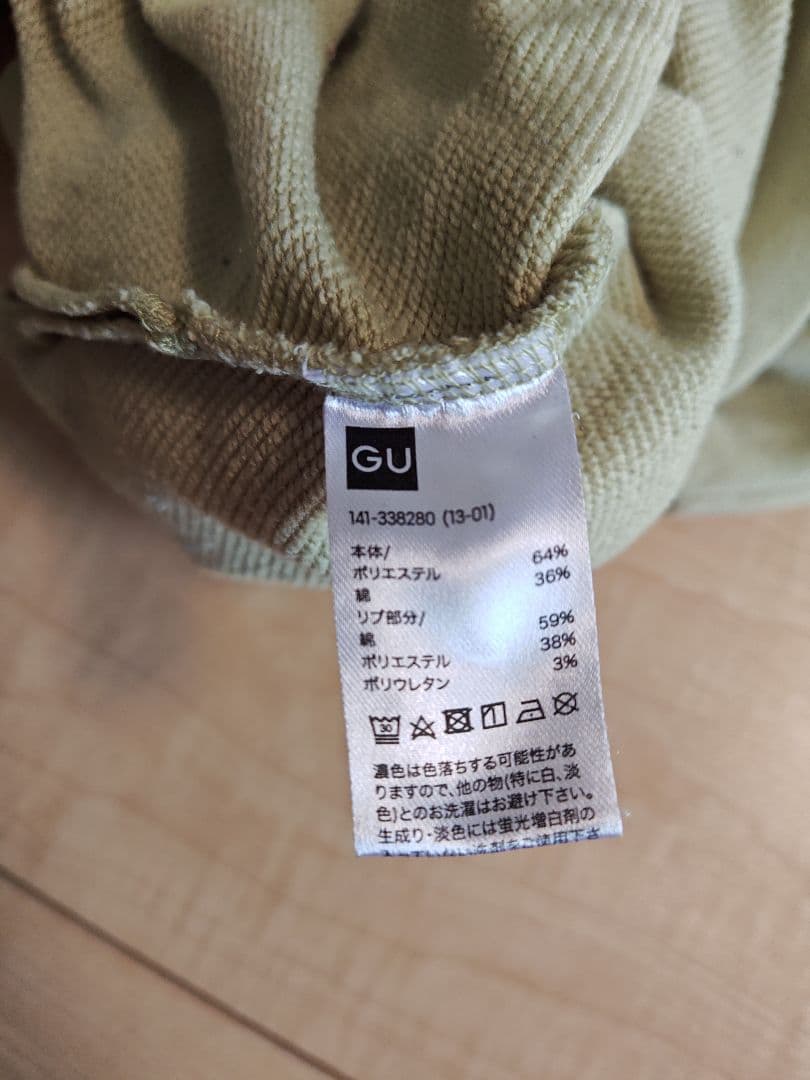 GU
141-338280 (13-01)
本体/
ポリエステル 64%
綿 36%
リブ部分/
綿 59%
ポリエステル 38%
ポリウレタン 3%
30
濃色は色落ちする可能性があ
りますので、他の物(特に白、淡
色)とのお洗濯はお避け下さい。
生成り・淡色には蛍光増白剤の